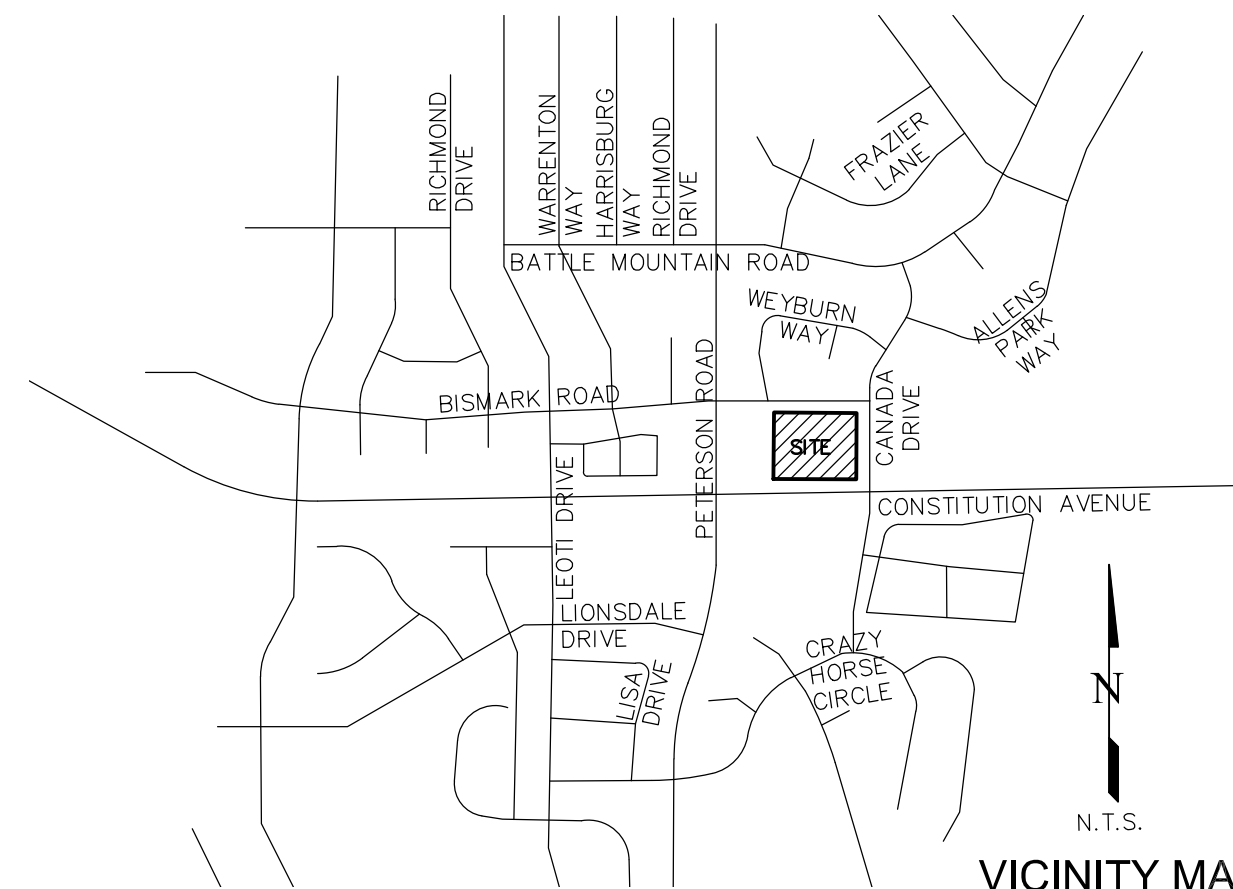 RICHMOND
DRIVE
WARRENTON
WAY
HARRISBURG
WAY
RICHMOND
DRIVE
FRAZIER
LANE
BATTLE MOUNTAIN ROAD
WEYBURN
WAY
ALLENS
PARK
WAY
BISMARK ROAD
PETERSON ROAD
CANADA
DRIVE
SITE
LEOTI DRIVE
CONSTITUTION AVENUE
LIONSDALE
DRIVE
LISA
DRIVE
CRAZY
HORSE
CIRCLE
N
N.T.S.
VICINITY MA